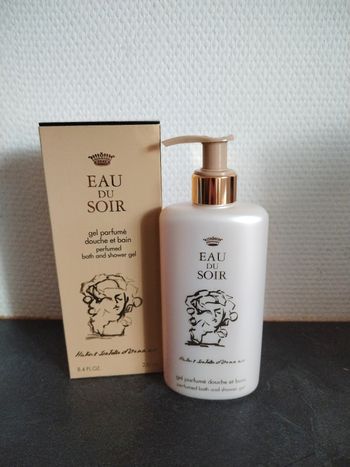 EAU
DU
SOIR
gel parfumé
douche et bain
perfumed
bath and shower gel
8.4 FL.OZ.
EAU
DU
SOIR
gel parfumé douche et bain
perfumed bath and shower gel